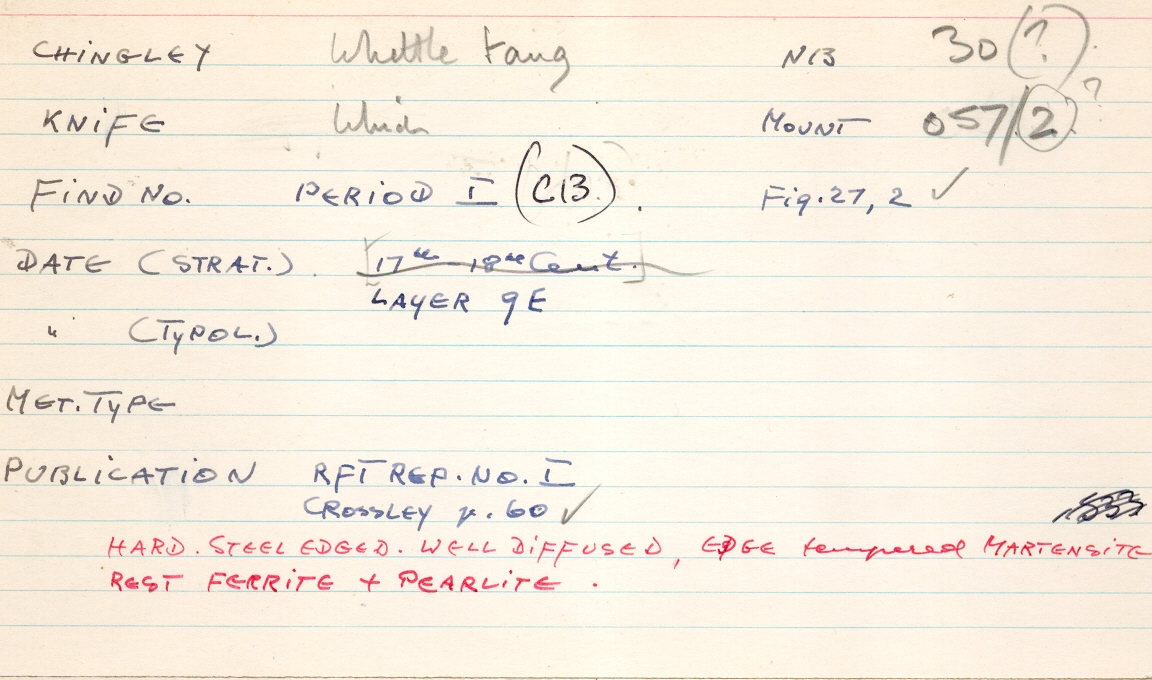 CHINGLEY Whittle Tang N13 30 (?)
KNIFE Which MOUNT 057/2 ?
FIND NO. PERIOD I (C13). Fig. 27, 2 ✓
DATE (STRAT.). [17th - 18th Cent.]
LAYER 9E
" (TYPOL.)
MET. TYPE
PUBLICATION RFT REP. NO. I
CROSSLEY p. 60 ✓
HARD. STEEL EDGED. WELL DIFFUSED, EDGE tempered MARTENSITE
REST FERRITE + PEARLITE.